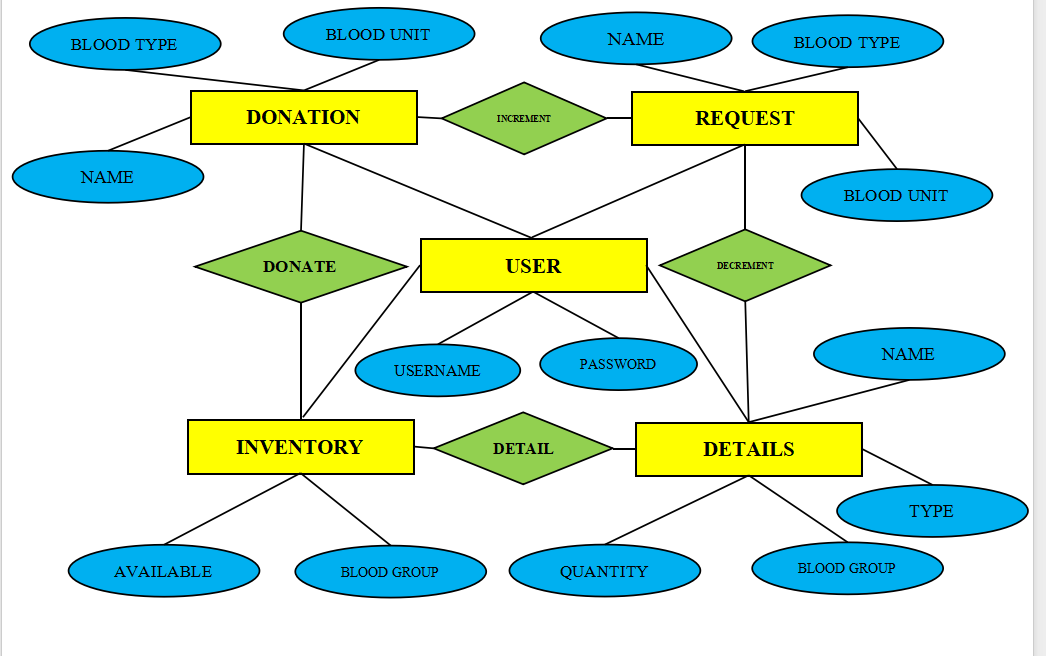 BLOOD TYPE
BLOOD UNIT
NAME
BLOOD TYPE
DONATION
INCREMENT
REQUEST
NAME
BLOOD UNIT
DONATE
USER
DECREMENT
USERNAME
PASSWORD
NAME
INVENTORY
DETAIL
DETAILS
TYPE
AVAILABLE
BLOOD GROUP
QUANTITY
BLOOD GROUP